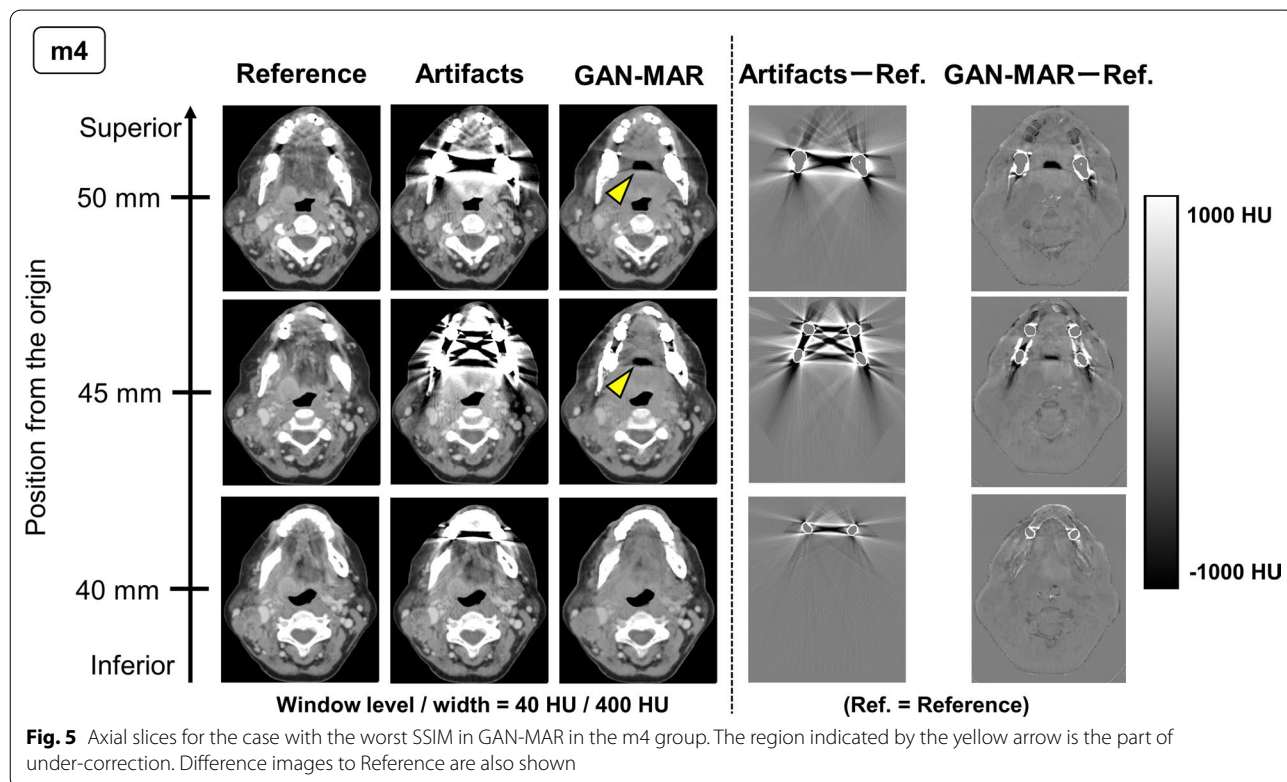 m4
Reference Artifacts GAN-MAR Artifacts—Ref. GAN-MAR—Ref.
Superior
50 mm
45 mm
40 mm
Inferior
Position from the origin
1000 HU
-1000 HU
Window level / width = 40 HU / 400 HU (Ref. = Reference)
Fig. 5 Axial slices for the case with the worst SSIM in GAN-MAR in the m4 group. The region indicated by the yellow arrow is the part of
under-correction. Difference images to Reference are also shown